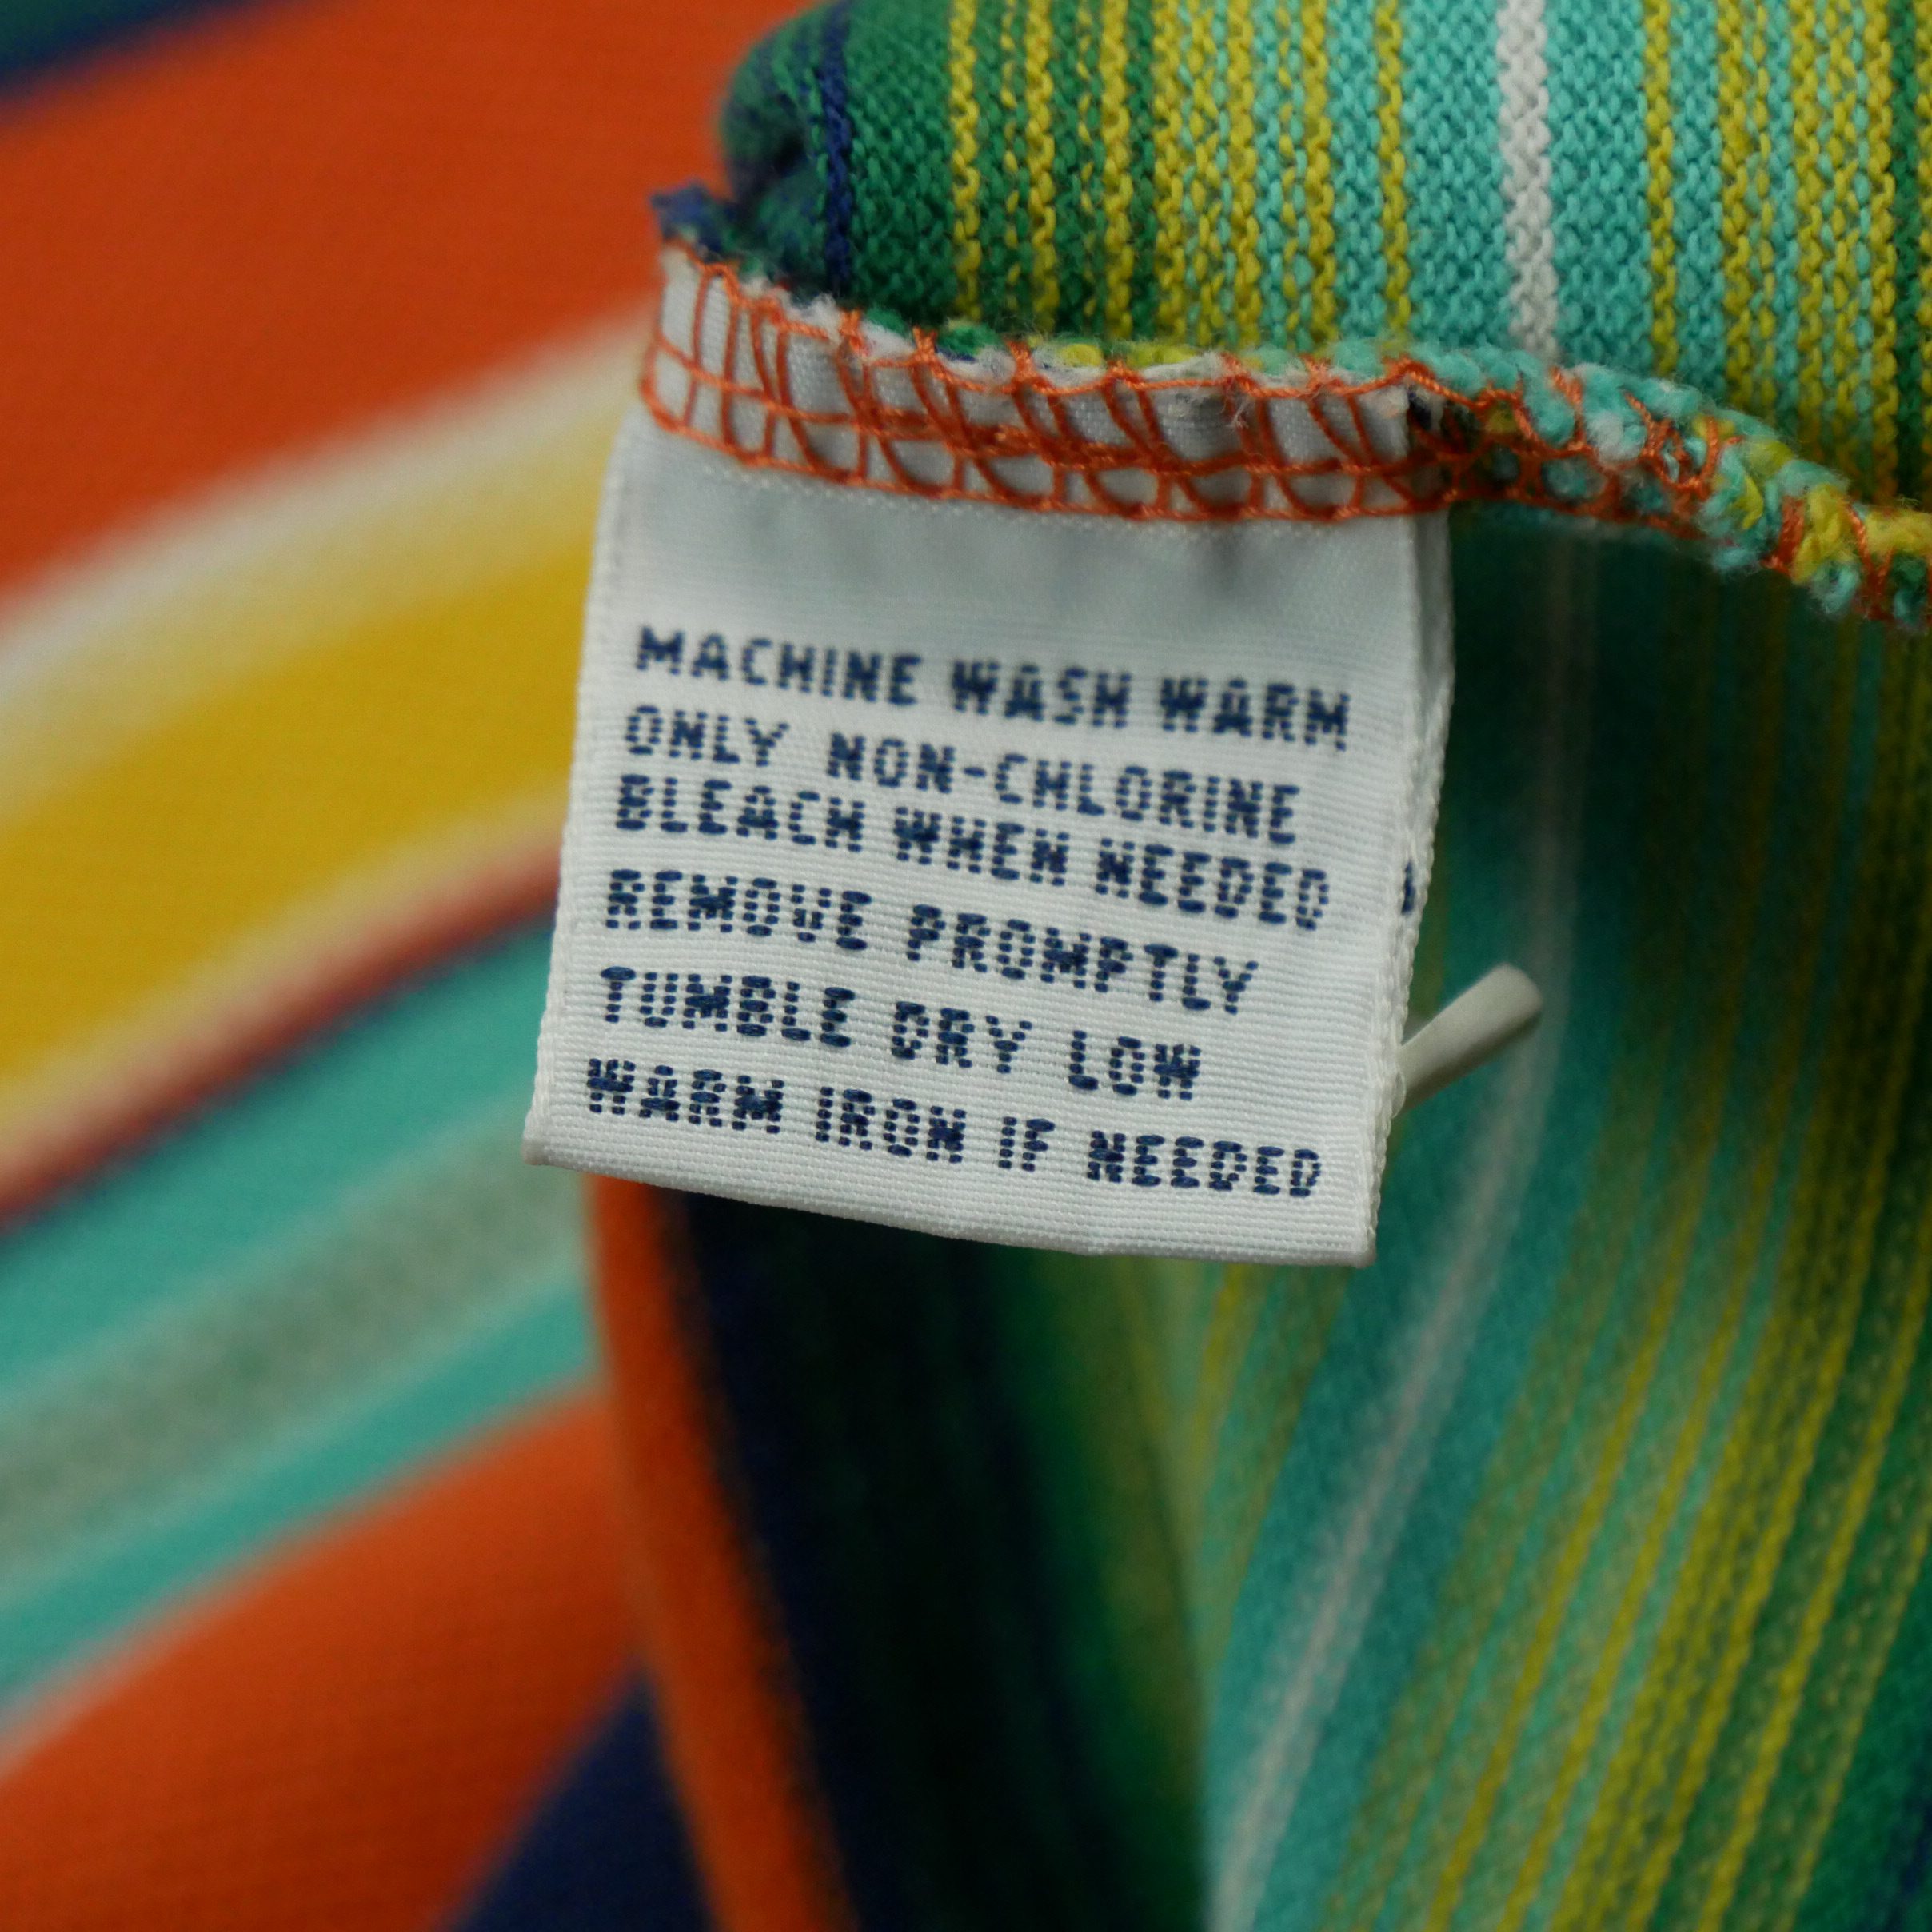 MACHINE WASH WARM
ONLY NON-CHLORINE
BLEACH WHEN NEEDED
REMOVE PROMPTLY
TUMBLE DRY LOW
WARM IRON IF NEEDED